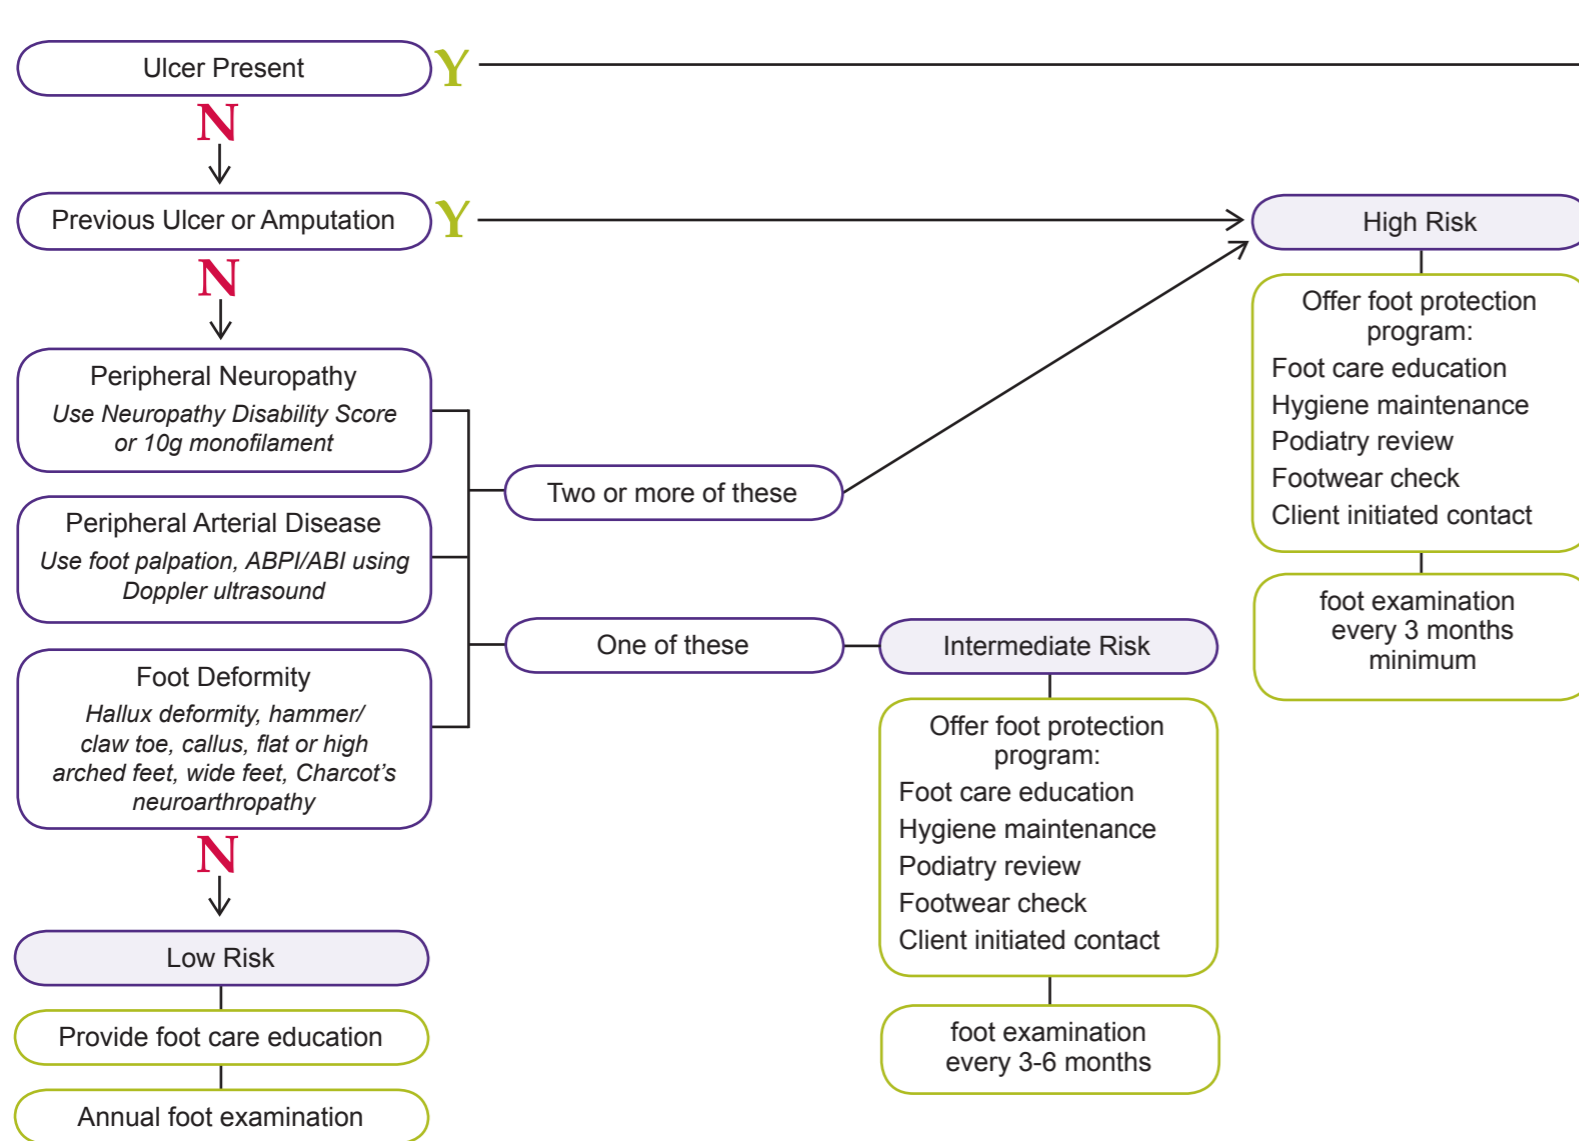 Ulcer Present
Y
N
Previous Ulcer or Amputation
Y
N
Peripheral Neuropathy
Use Neuropathy Disability Score
or 10g monofilament
Peripheral Arterial Disease
Use foot palpation, ABPI/ABI using
Doppler ultrasound
Foot Deformity
Hallux deformity, hammer/
claw toe, callus, flat or high
arched feet, wide feet, Charcot's
neuroarthropathy
N
Low Risk
Provide foot care education
Annual foot examination
Two or more of these
One of these
Intermediate Risk
Offer foot protection
program:
Foot care education
Hygiene maintenance
Podiatry review
Footwear check
Client initiated contact
foot examination
every 3-6 months
High Risk
Offer foot protection
program:
Foot care education
Hygiene maintenance
Podiatry review
Footwear check
Client initiated contact
foot examination
every 3 months
minimum